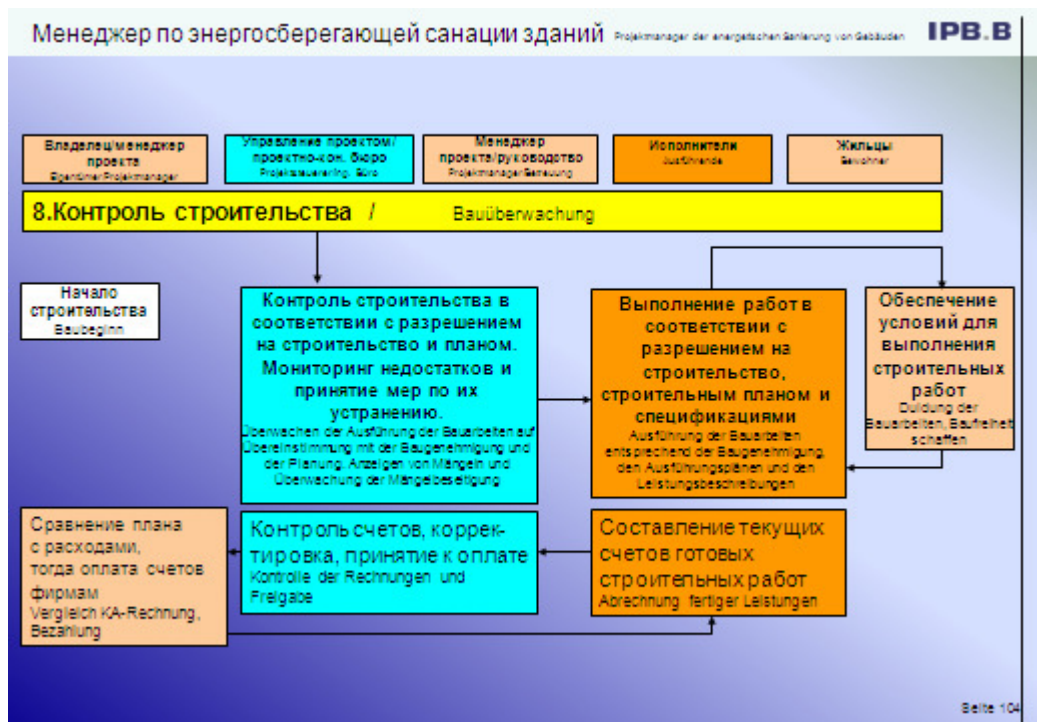 Менеджер по энергосберегающей санации зданий Projektmanager der energetischen Sanierung von Gebäuden IPB.B
Владелец/менеджер
проекта
Eigentümer Projektmanager
Управление проектом/
проектно-кон. бюро
Projektsteuerering. Büro
Менеджер
проекта/руководство
Projektmanager Betreuung
Исполнители
Ausführende
Жильцы
Bewohner
8.Контроль строительства / Bauüberwachung
Начало
строительства
Baubeginn
Контроль строительства в
соответствии с разрешением
на строительство и планом.
Мониторинг недостатков и
принятие мер по их
устранению.
Überwachen der Ausführung der Bauarbeiten auf
Übereinstimmung mit der Baugenehmigung und
der Planung. Anzeigen von Mängeln und
Überwachung der Mängelbeseitigung
Выполнение работ в
соответствии с
разрешением на
строительство,
строительным планом и
спецификациями
Ausführung der Bauarbeiten
entsprechend der Baugenehmigung,
den Ausführungsplänen und den
Leistungsbeschreibungen
Обеспечение
условий для
выполнения
строительных
работ
Duldung der
Bauarbeiten, Baufreiheit
schaffen
Сравнение плана
с расходами,
тогда оплата счетов
фирмам
Vergleich KA-Rechnung,
Bezahlung
Контроль счетов, коррек-
тировка, принятие к оплате
Kontrolle der Rechnungen und
Freigabe
Составление текущих
счетов готовых
строительных работ
Abrechnung fertiger Leistungen
Seite 104